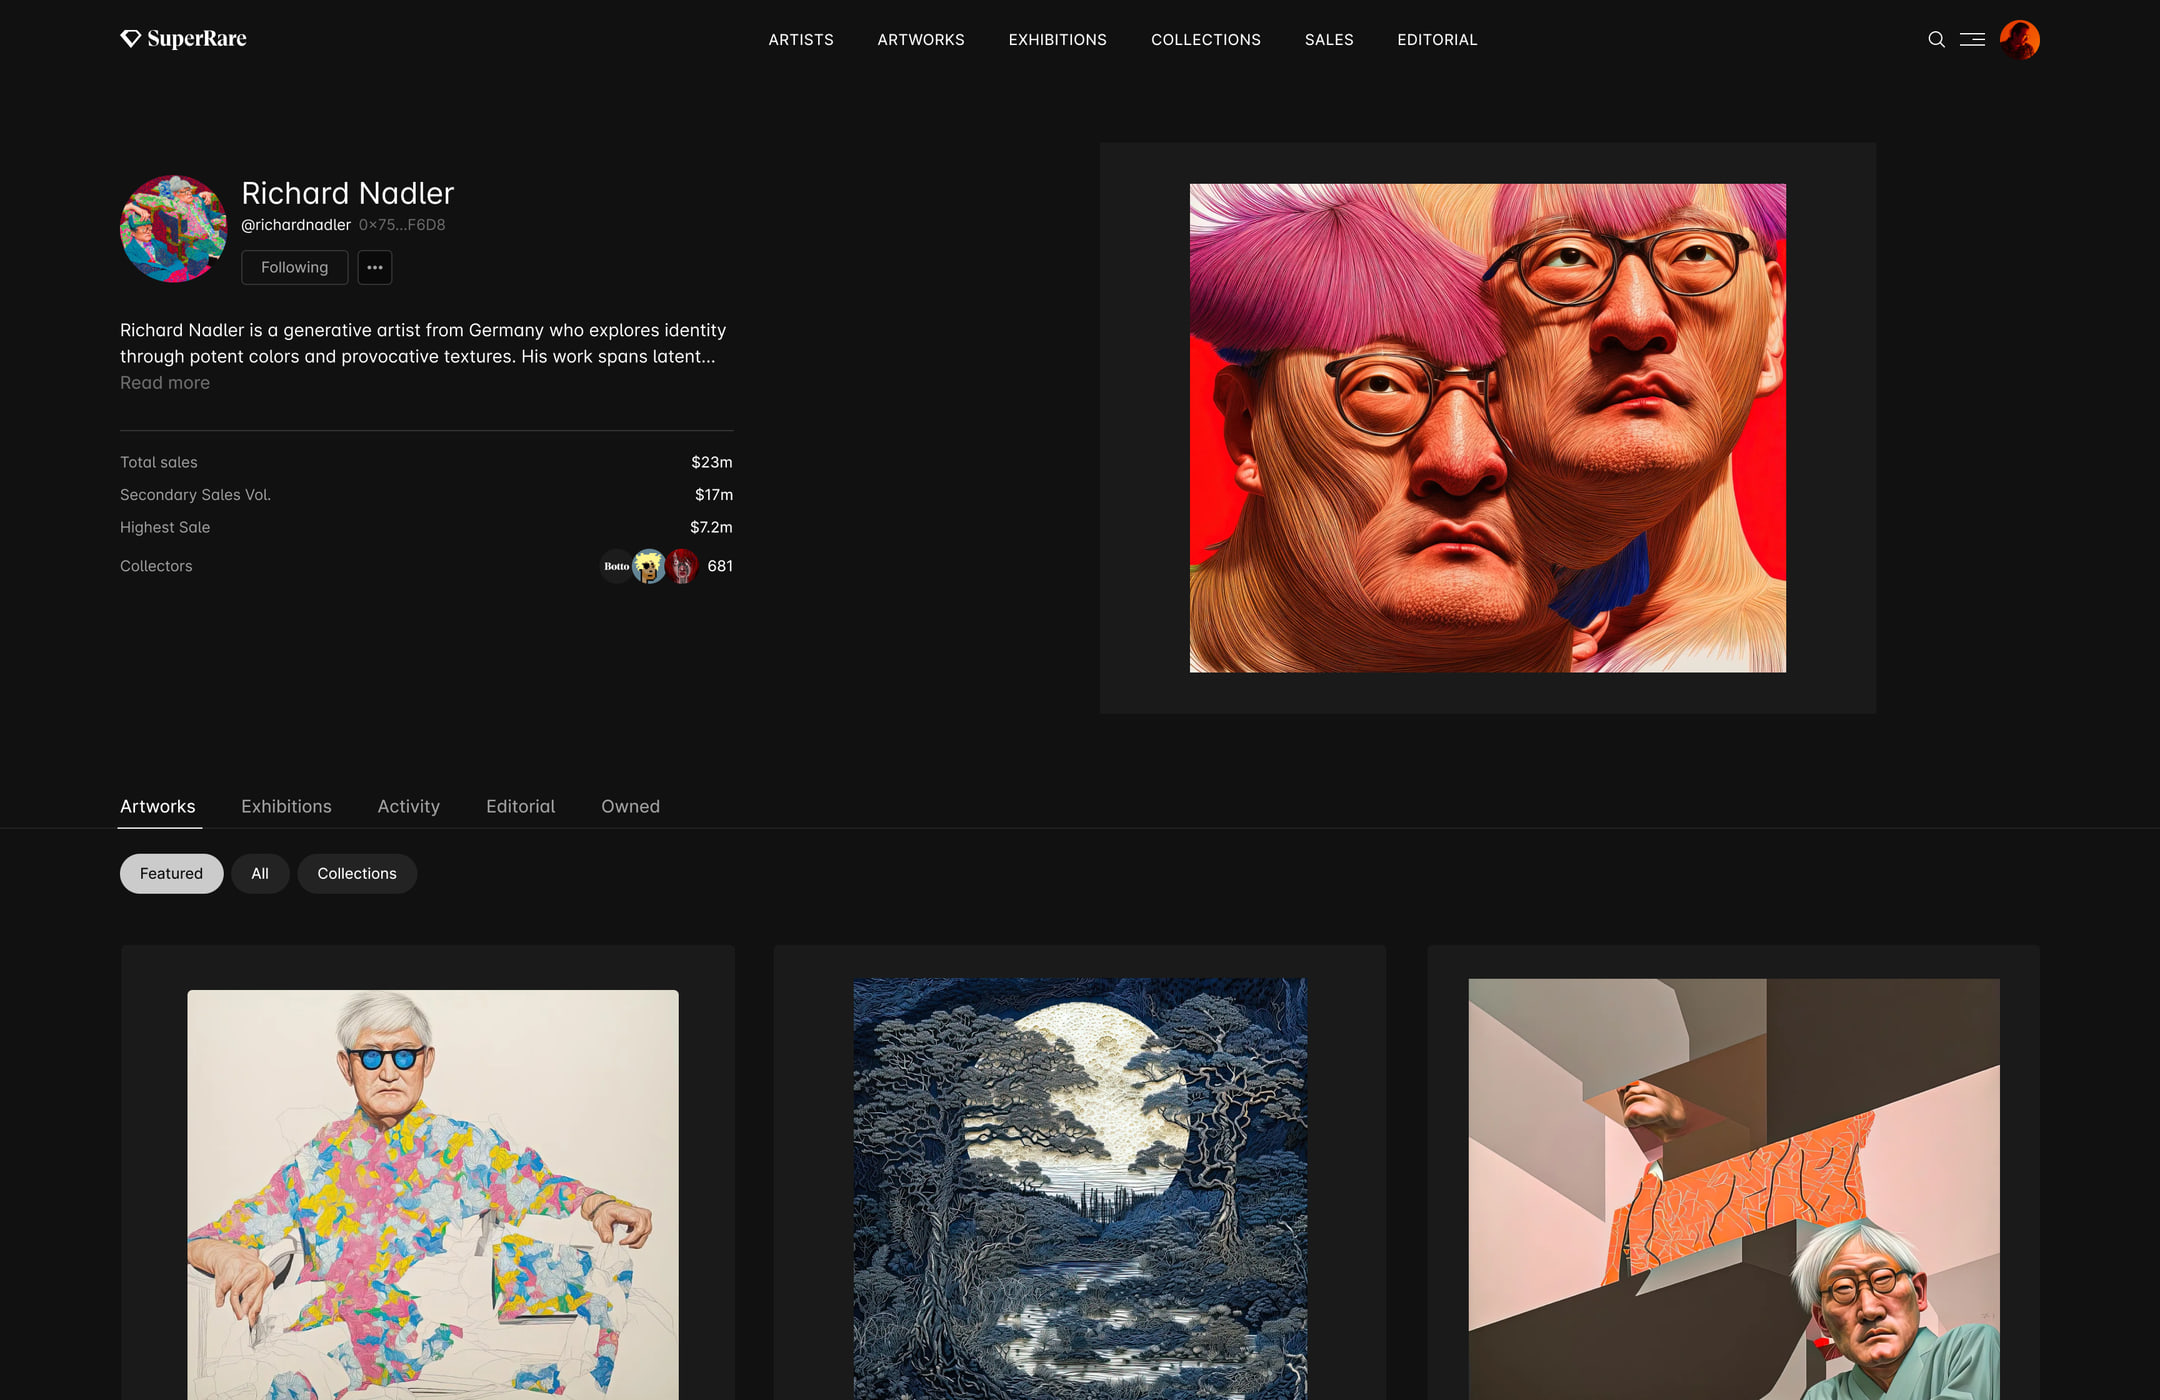 SuperRare
ARTISTS ARTWORKS EXHIBITIONS COLLECTIONS SALES EDITORIAL
Richard Nadler
@richardnadler 0×75...F6D8
Following
Richard Nadler is a generative artist from Germany who explores identity
through potent colors and provocative textures. His work spans latent...
Read more
Total sales $23m
Secondary Sales Vol. $17m
Highest Sale $7.2m
Collectors Botto 681
Artworks Exhibitions Activity Editorial Owned
Featured All Collections